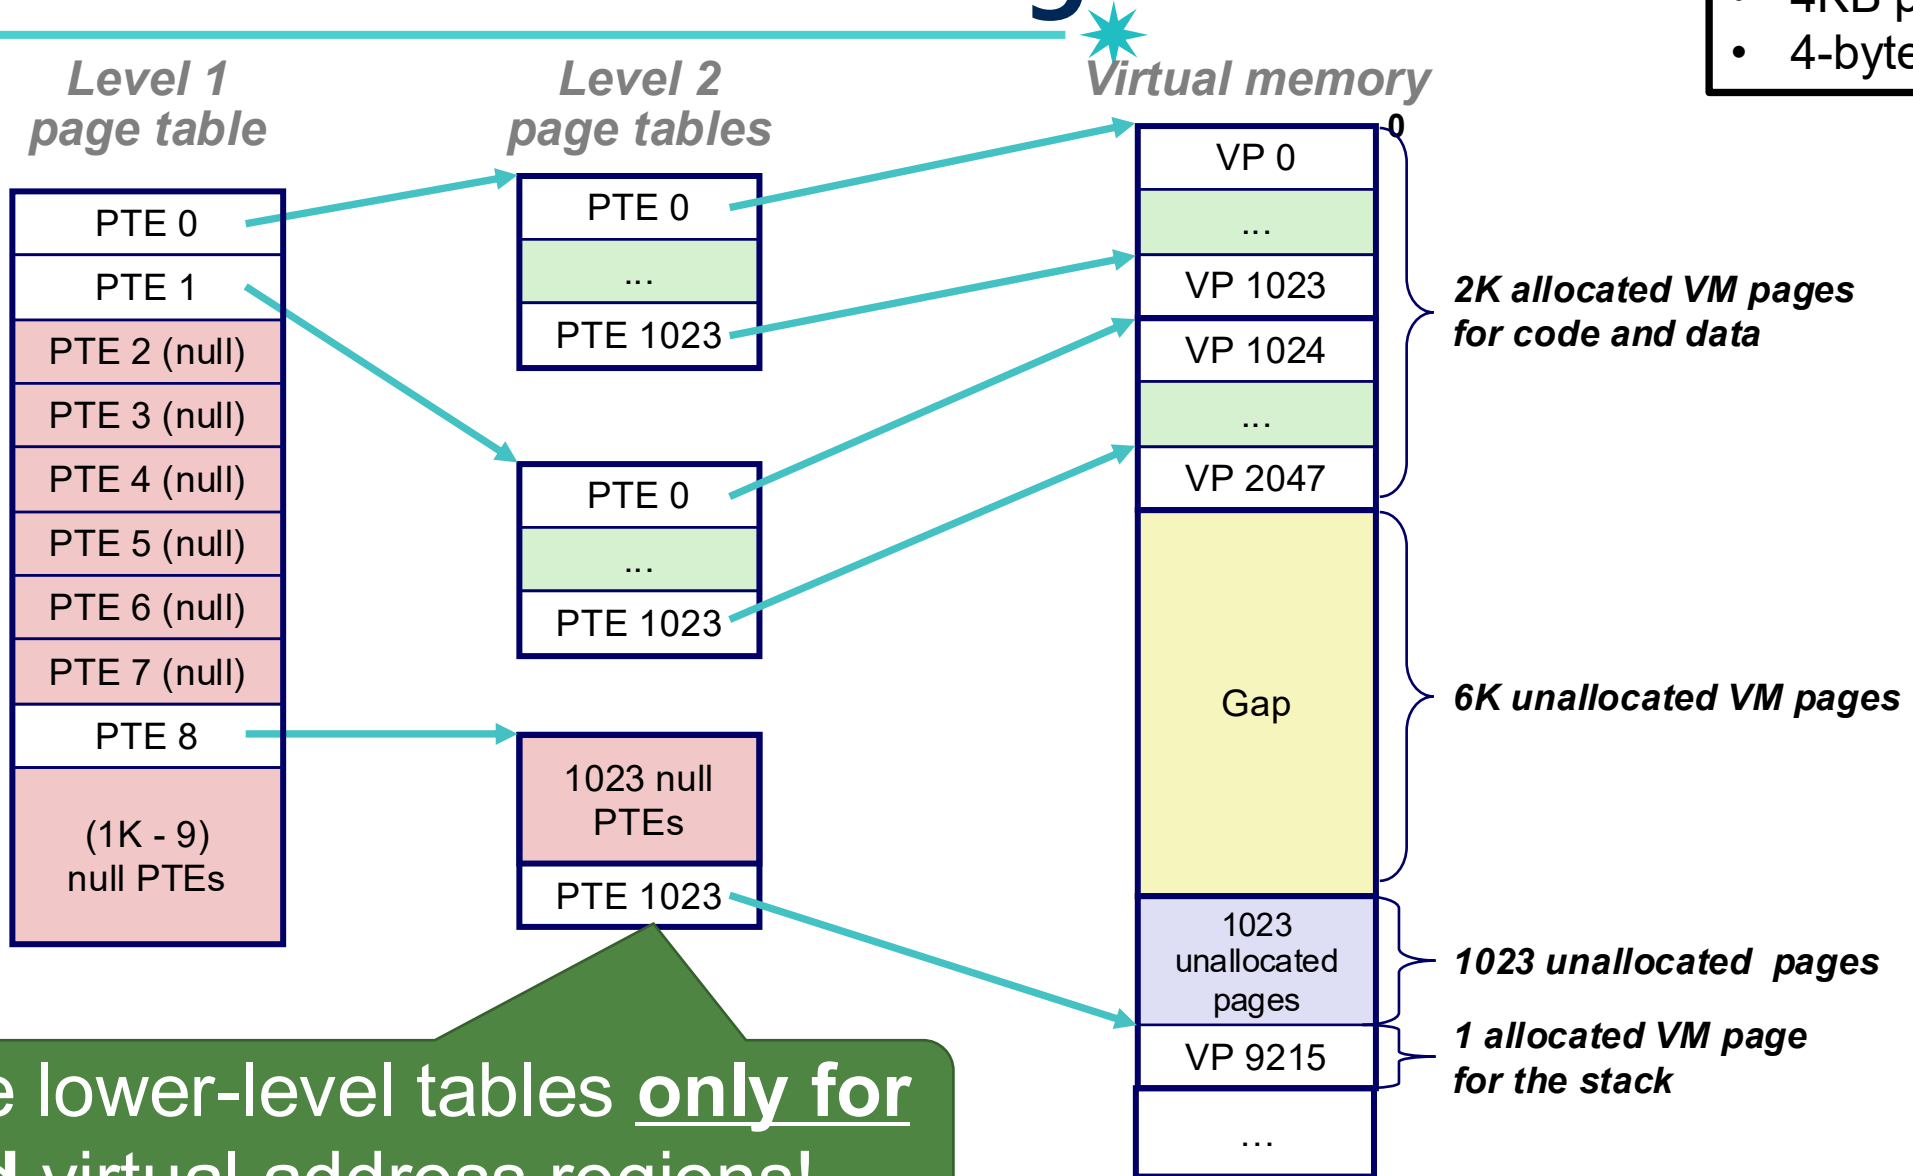 4KB p
4-byte
Level 1
page table
Level 2
page tables
Virtual memory
PTE 0
PTE 1
PTE 2 (null)
PTE 3 (null)
PTE 4 (null)
PTE 5 (null)
PTE 6 (null)
PTE 7 (null)
PTE 8
(1K - 9)
null PTEs
PTE 0
...
PTE 1023
PTE 0
...
PTE 1023
1023 null
PTEs
PTE 1023
0
VP 0
...
VP 1023
VP 1024
...
VP 2047
Gap
1023
unallocated
pages
VP 9215
...
2K allocated VM pages
for code and data
6K unallocated VM pages
1023 unallocated pages
1 allocated VM page
for the stack
e lower-level tables only for
virtual address regions!